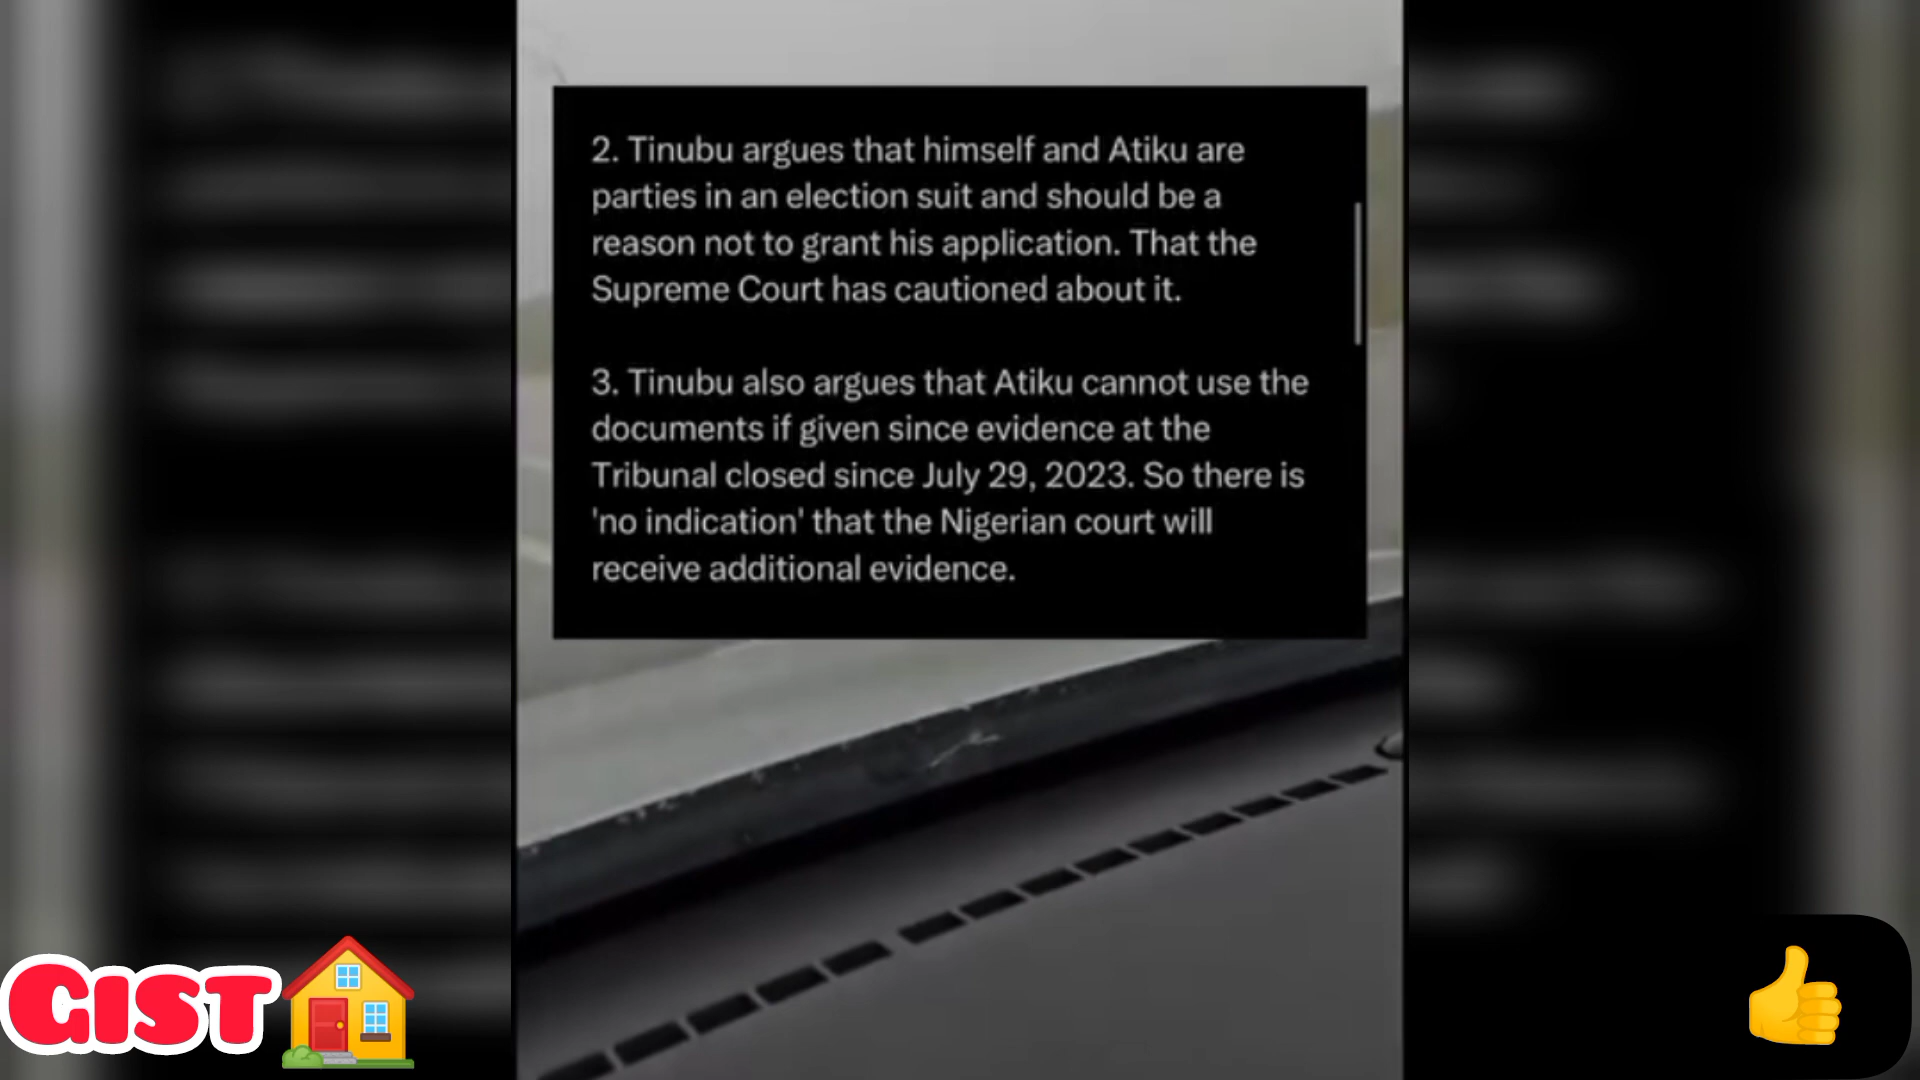 2. Tinubu argues that himself and Atiku are
parties in an election suit and should be a
reason not to grant his application. That the
Supreme Court has cautioned about it.
3. Tinubu also argues that Atiku cannot use the
documents if given since evidence at the
Tribunal closed since July 29, 2023. So there is
'no indication' that the Nigerian court will
receive additional evidence.
GIST